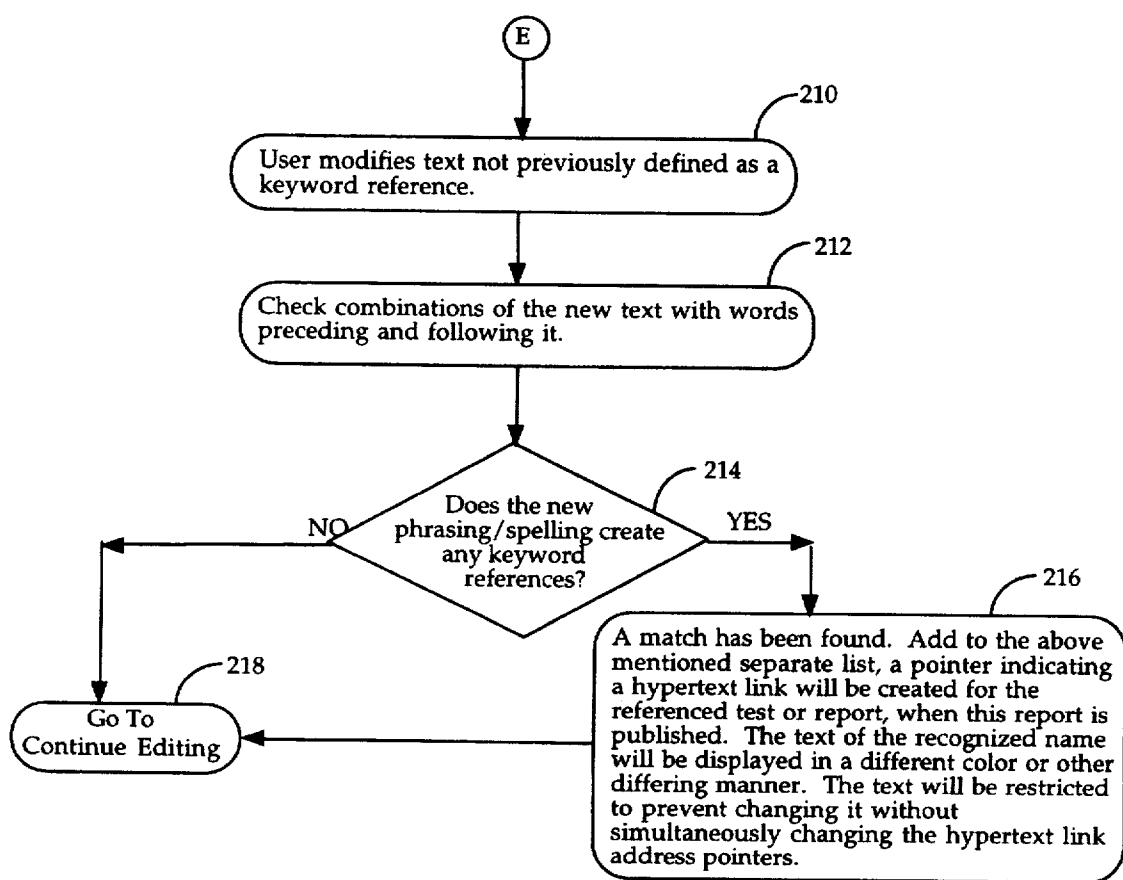 E
210
User modifies text not previously defined as a
keyword reference.
212
Check combinations of the new text with words
preceding and following it.
214
Does the new
phrasing/spelling create
any keyword
references?
NO
YES
216
A match has been found. Add to the above
mentioned separate list, a pointer indicating
a hypertext link will be created for the
referenced test or report, when this report is
published. The text of the recognized name
will be displayed in a different color or other
differing manner. The text will be restricted
to prevent changing it without
simultaneously changing the hypertext link
address pointers.
218
Go To
Continue Editing